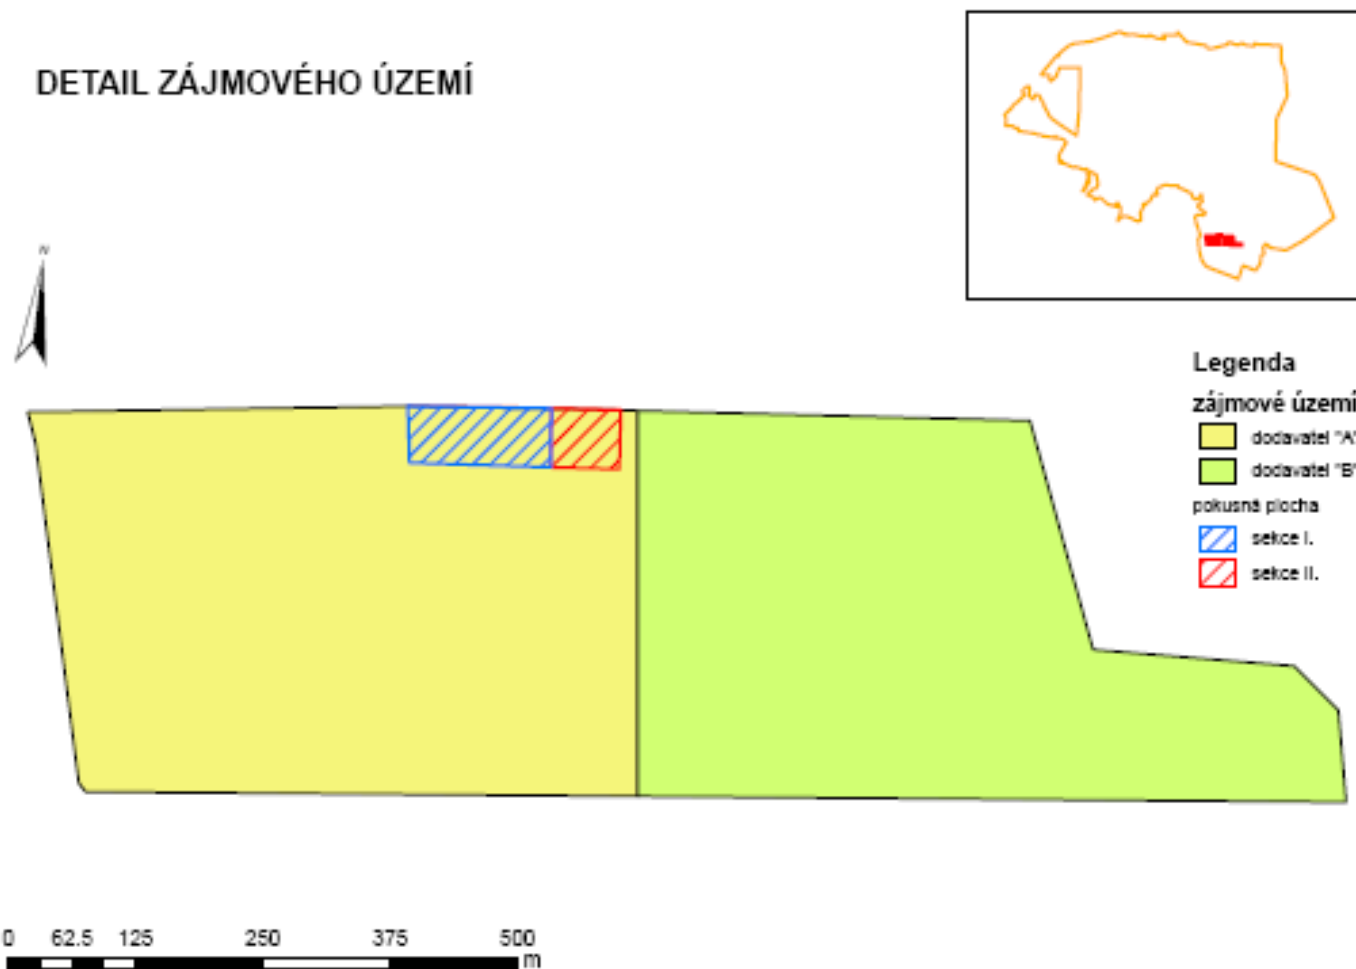 DETAIL ZÁJMOVÉHO ÚZEMÍ
N
Legenda
zájmové území
dodavatel "A"
dodavatel "B"
pokusná plocha
sekce I.
sekce II.
0 62.5 125 250 375 500
m